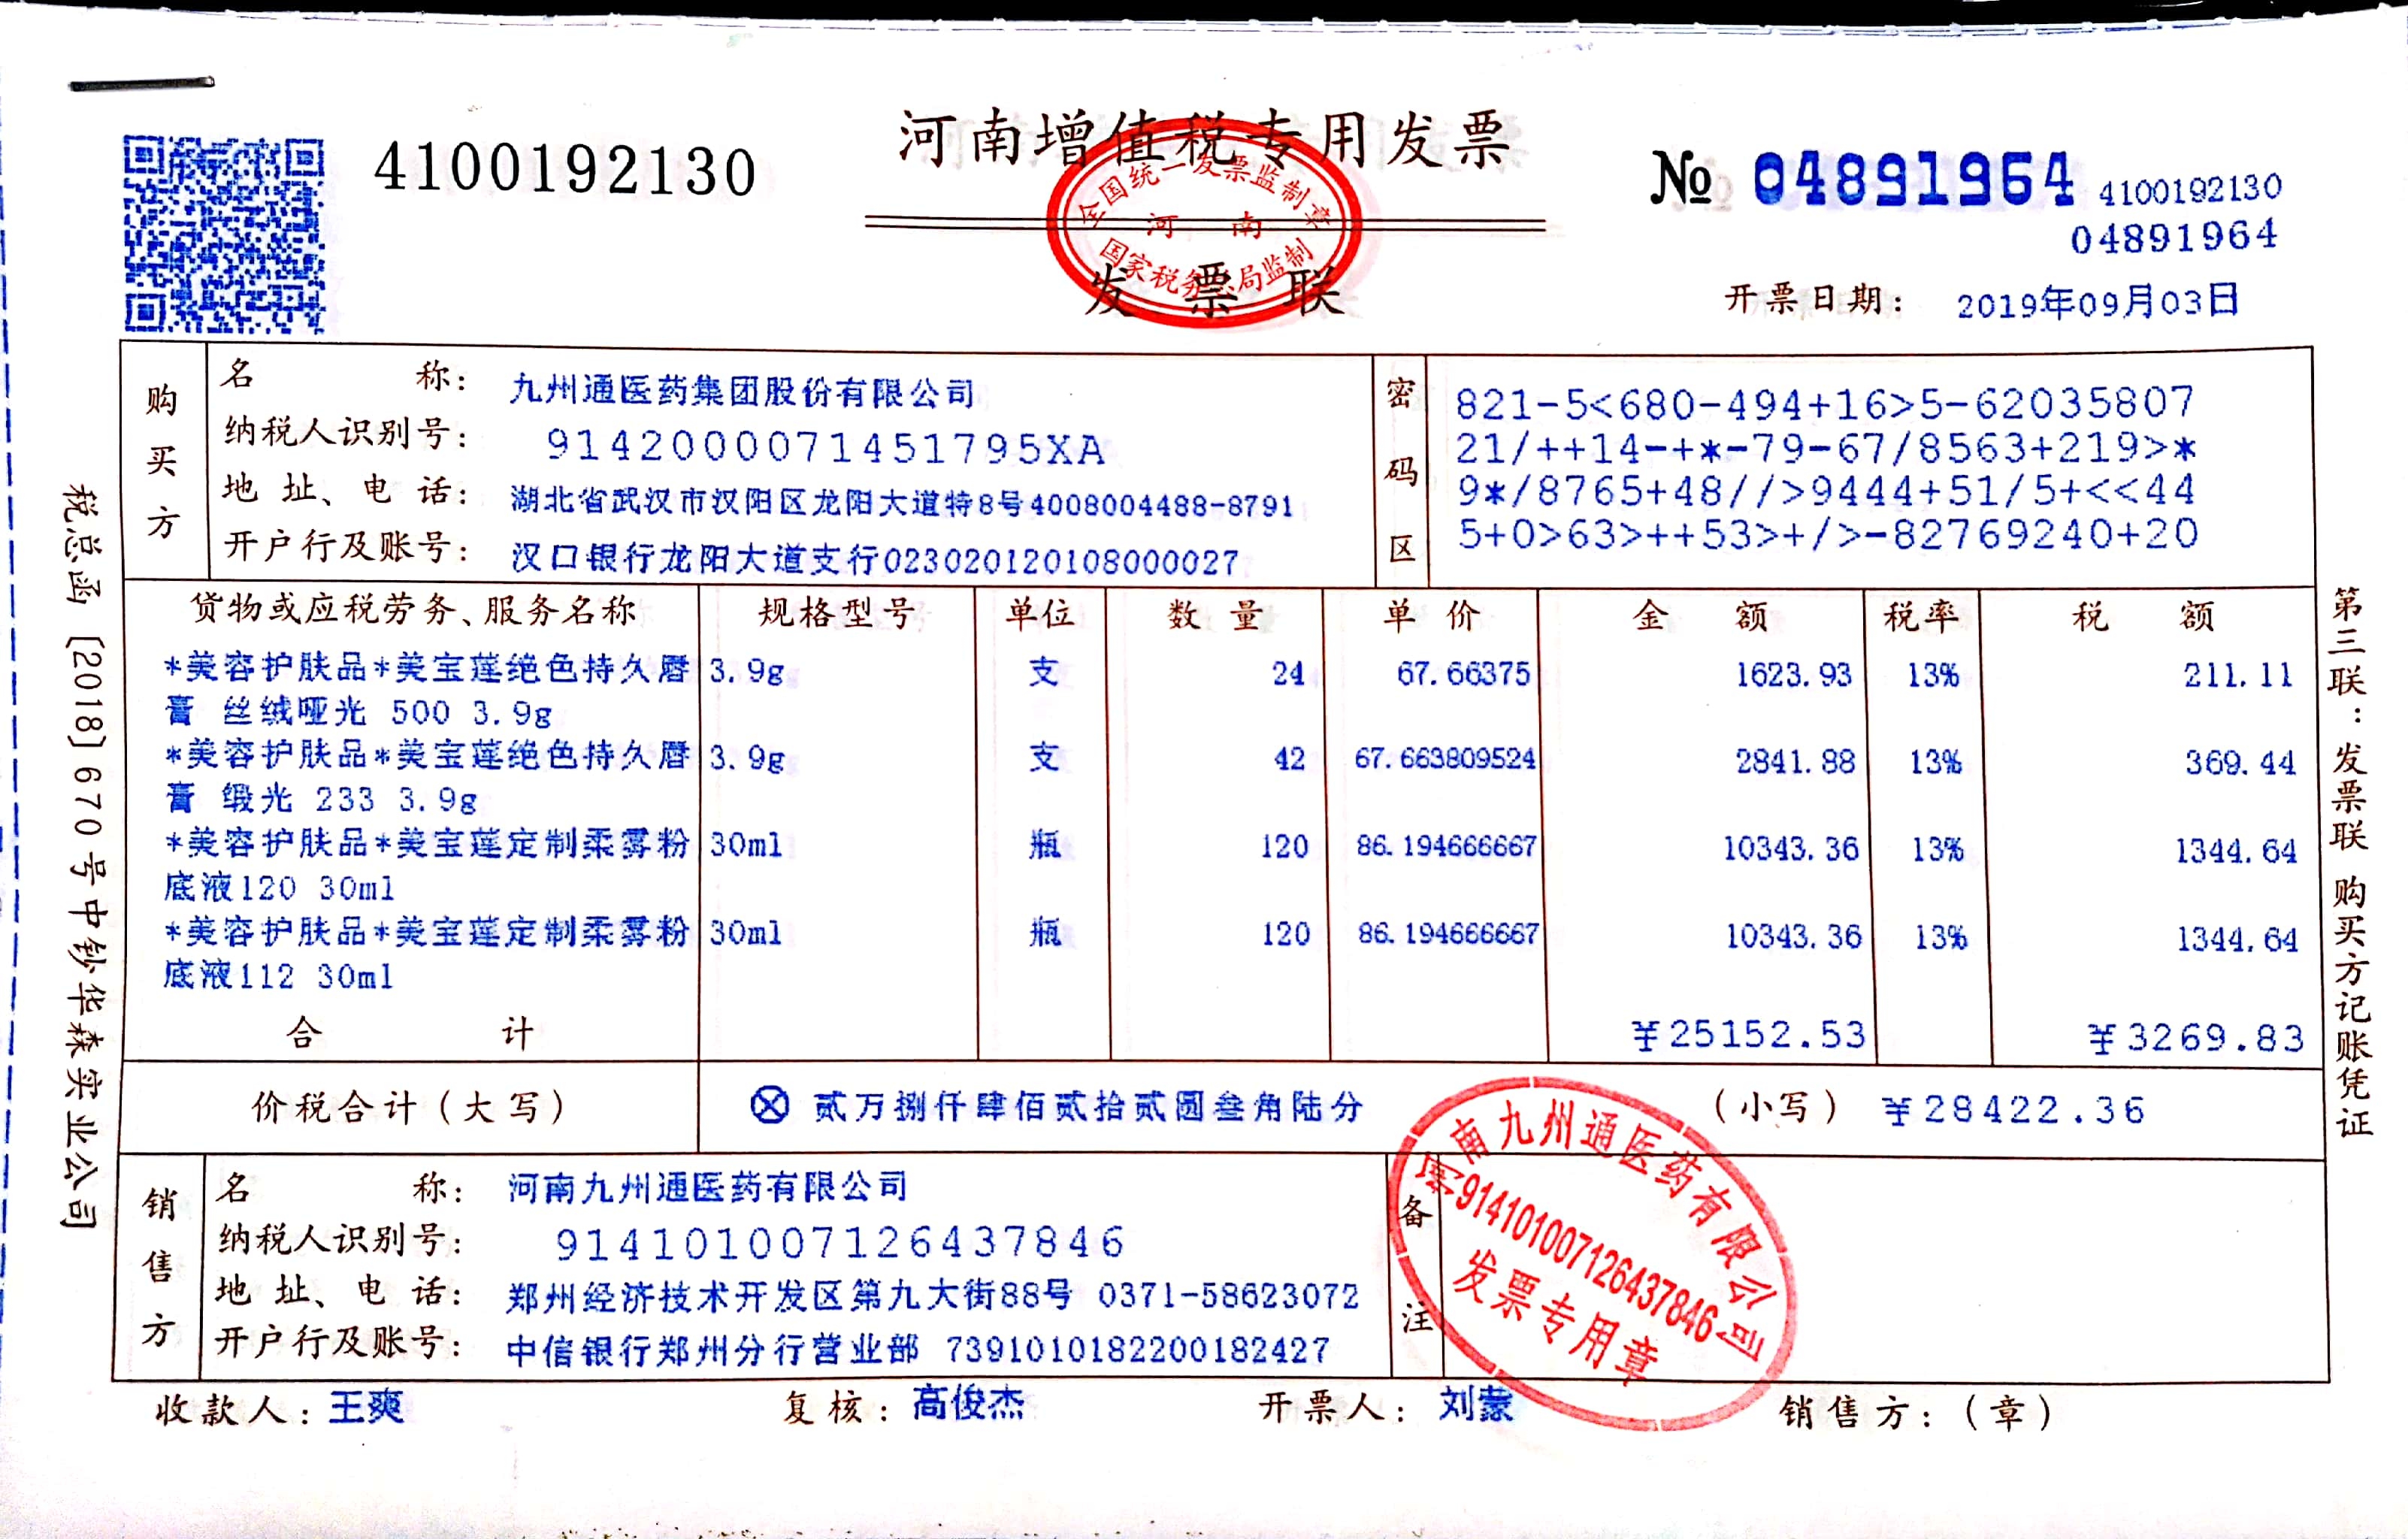 河南增值税专用发票
4100192130
№ 04891964
4100192130
04891964
全国统一发票监制章
河 南
国家税务总局监制
发 票 联
开票日期： 2019年09月03日
购买方
名 称： 九州通医药集团股份有限公司
纳税人识别号： 9142000071451795XA
地 址、电 话： 湖北省武汉市汉阳区龙阳大道特8号4008004488-8791
开户行及账号： 汉口银行龙阳大道支行023020120108000027
密码区
821-5<680-494+16>5-62035807
21/++14-+*-79-67/8563+219>*
9*/8765+48//>9444+51/5+<<44
5+0>63>++53>+/>-82769240+20
货物或应税劳务、服务名称 规格型号 单位 数 量 单 价 金 额 税率 税 额
*美容护肤品*美宝莲绝色持久唇 3.9g 支 24 67.66375 1623.93 13% 211.11
膏 丝绒哑光 500 3.9g
*美容护肤品*美宝莲绝色持久唇 3.9g 支 42 67.663809524 2841.88 13% 369.44
膏 缎光 233 3.9g
*美容护肤品*美宝莲定制柔雾粉 30ml 瓶 120 86.194666667 10343.36 13% 1344.64
底液120 30ml
*美容护肤品*美宝莲定制柔雾粉 30ml 瓶 120 86.194666667 10343.36 13% 1344.64
底液112 30ml
合 计 ¥25152.53 ¥3269.83
价税合计（大写） ⊗ 贰万捌仟肆佰贰拾贰圆叁角陆分 （小写） ¥28422.36
销售方
名 称： 河南九州通医药有限公司
纳税人识别号： 914101007126437846
地 址、电 话： 郑州经济技术开发区第九大街88号 0371-58623072
开户行及账号： 中信银行郑州分行营业部 7391010182200182427
备注
河南九州通医药有限公司
914101007126437846
发票专用章
收款人：王爽 复核：高俊杰 开票人：刘蒙 销售方：（章）
税总函〔2018〕670号中钞华森实业公司
第三联：发票联 购买方记账凭证